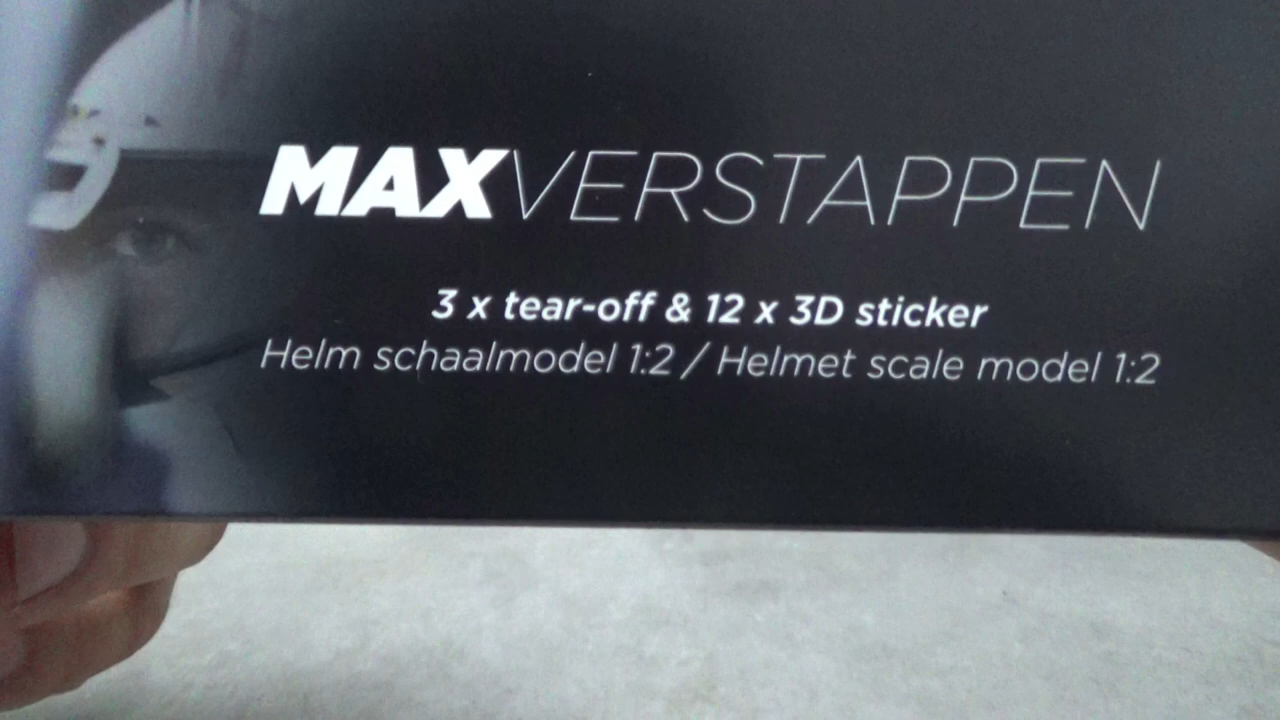 MAXVERSTAPPEN
3 x tear-off & 12 x 3D sticker
Helm schaalmodel 1:2 / Helmet scale model 1:2